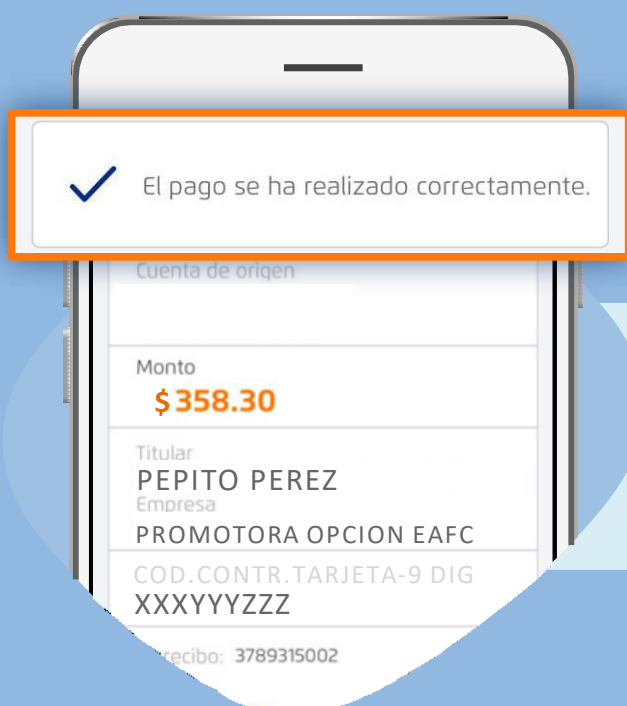 El pago se ha realizado correctamente.
Cuenta de origen
Monto
$ 358.30
Titular
PEPITO PEREZ
Empresa
PROMOTORA OPCION EAFC
COD.CONTR.TARJETA-9 DIG
XXXYYYZZZ
recibo: 3789315002